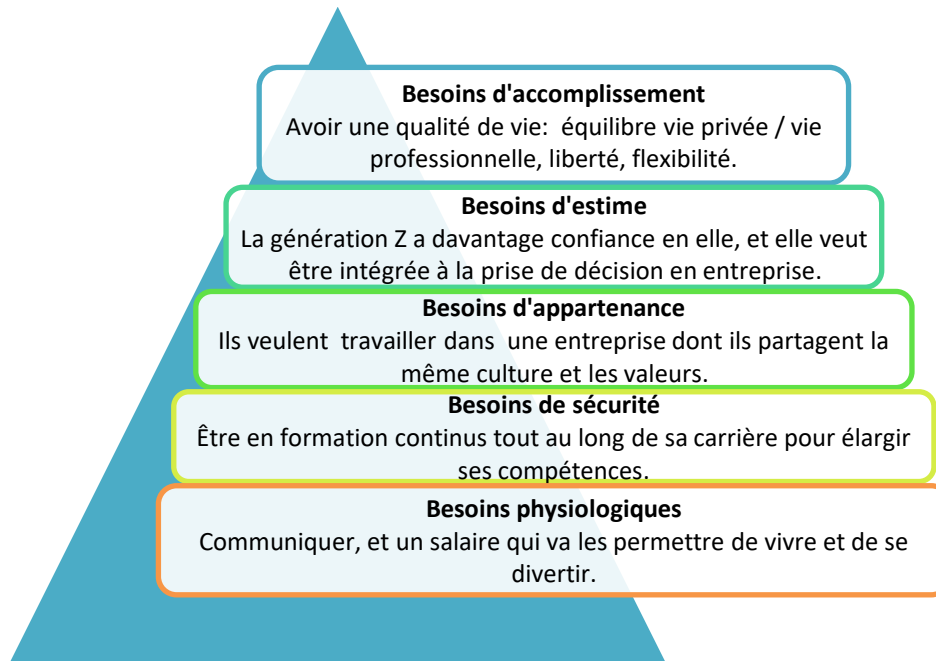 Besoins d'accomplissement
Avoir une qualité de vie: équilibre vie privée / vie
professionnelle, liberté, flexibilité.
Besoins d'estime
La génération Z a davantage confiance en elle, et elle veut
être intégrée à la prise de décision en entreprise.
Besoins d'appartenance
Ils veulent travailler dans une entreprise dont ils partagent la
même culture et les valeurs.
Besoins de sécurité
Être en formation continus tout au long de sa carrière pour élargir
ses compétences.
Besoins physiologiques
Communiquer, et un salaire qui va les permettre de vivre et de se
divertir.